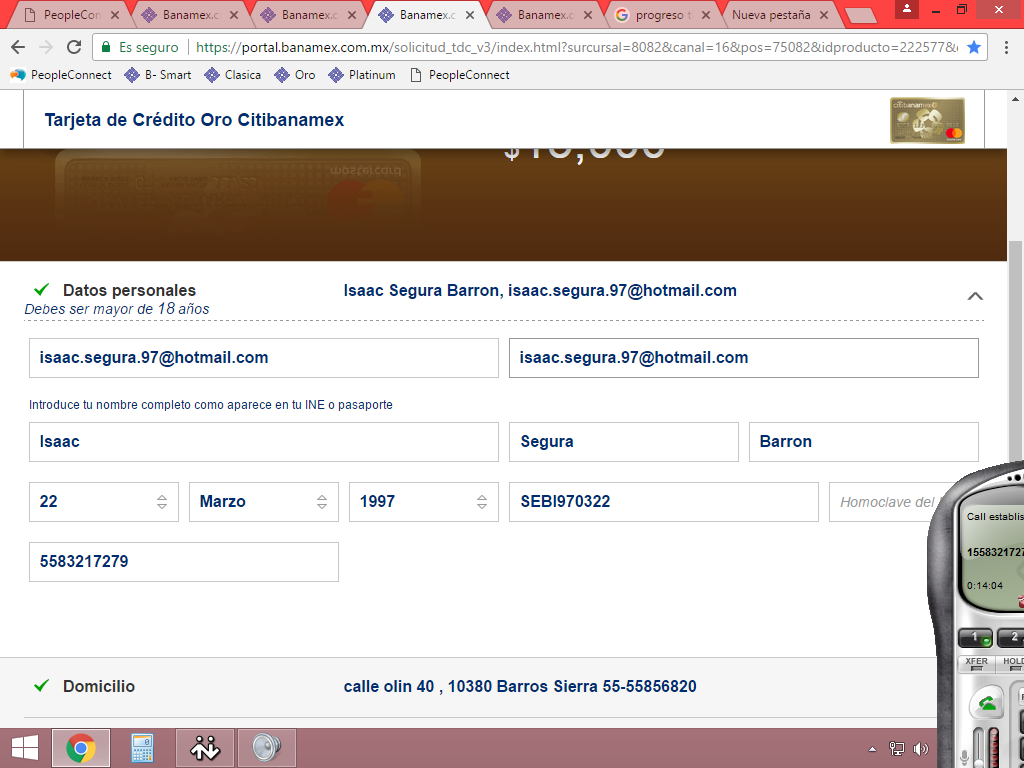 PeopleCon
Banamex.c
Banamex.c
Banamex.c
Banamex.c
progreso t
Nueva pestaña
Es seguro
https://portal.banamex.com.mx/solicitud_tdc_v3/index.html?surcursal=8082&canal=16&pos=75082&idproducto=222577&
PeopleConnect
B- Smart
Clasica
Oro
Platinum
PeopleConnect
Tarjeta de Crédito Oro Citibanamex
citibanamex
mastercard
Datos personales
Isaac Segura Barron, isaac.segura.97@hotmail.com
Debes ser mayor de 18 años
isaac.segura.97@hotmail.com
isaac.segura.97@hotmail.com
Introduce tu nombre completo como aparece en tu INE o pasaporte
Isaac
Segura
Barron
22
Marzo
1997
SEBI970322
Homoclave del
5583217279
Call establis
155832172
0:14:04
1
2
XFER
HOLD
Domicilio
calle olin 40 , 10380 Barros Sierra 55-55856820